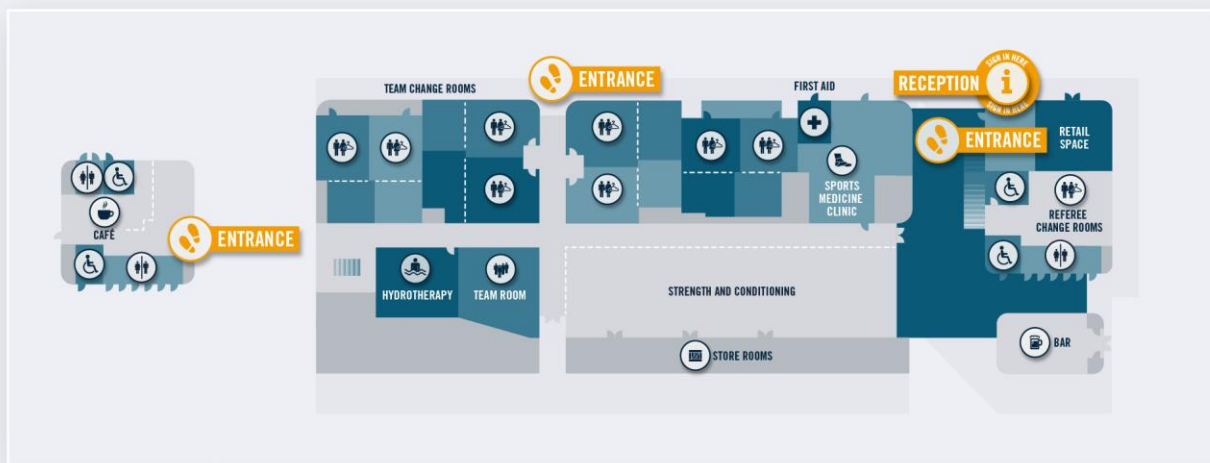 TEAM CHANGE ROOMS
ENTRANCE
FIRST AID
RECEPTION
SIGN IN HERE
i
SIGN IN HERE
ENTRANCE
RETAIL
SPACE
SPORTS
MEDICINE
CLINIC
REFEREE
CHANGE ROOMS
CAFÉ
ENTRANCE
HYDROTHERAPY
TEAM ROOM
STRENGTH AND CONDITIONING
STORE ROOMS
BAR